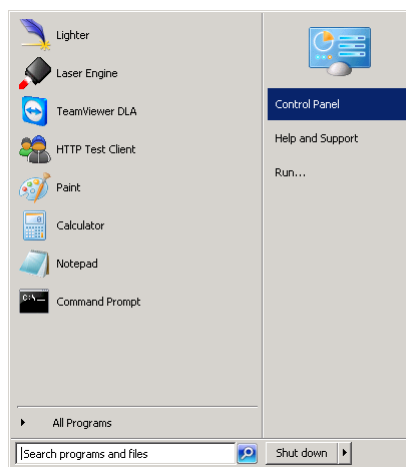 Lighter
Laser Engine
TeamViewer DLA
HTTP Test Client
Paint
Calculator
Notepad
C:\
Command Prompt
All Programs
Search programs and files
Control Panel
Help and Support
Run...
Shut down